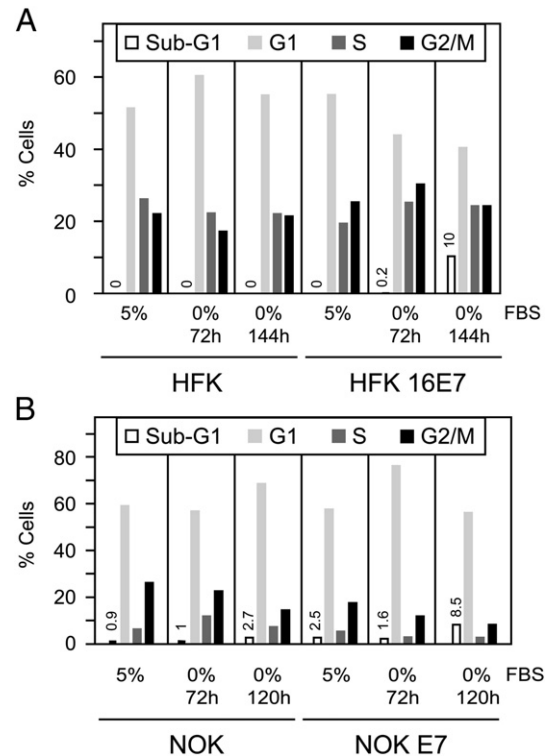 A
Sub-G1 G1 S G2/M
60
40
20
0
% Cells
0 0 0 0 0.2 10
5% 0% 0% 5% 0% 0% FBS
72h 144h 72h 144h
HFK HFK 16E7
B
Sub-G1 G1 S G2/M
80
60
40
20
0
% Cells
0.9 1 2.7 2.5 1.6 8.5
5% 0% 0% 5% 0% 0% FBS
72h 120h 72h 120h
NOK NOK E7